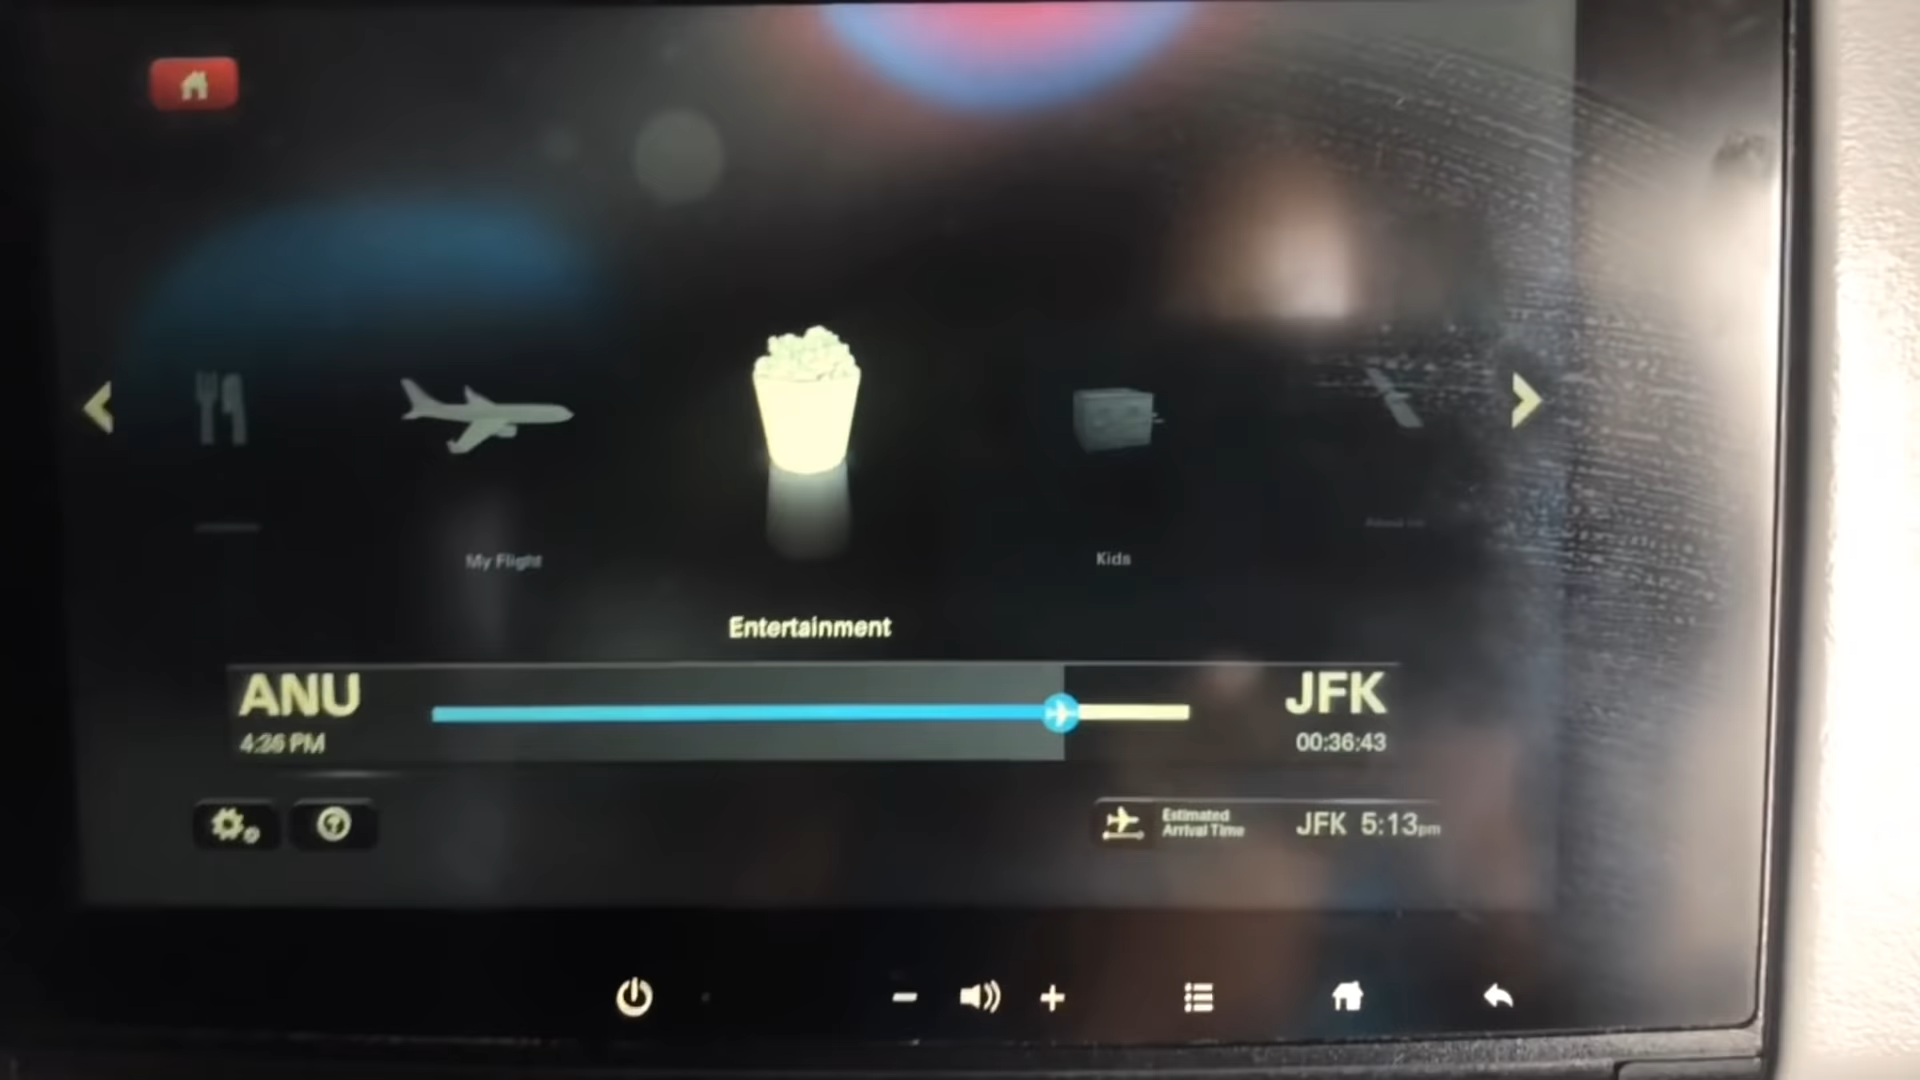 My Flight
Kids
Entertainment
ANU
JFK
4:26 PM
00:36:43
Estimated
Arrival Time
JFK 5:13pm